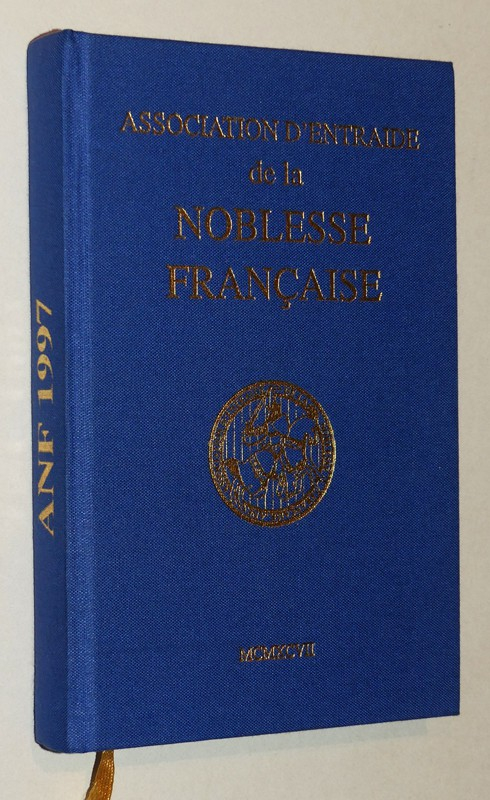 ASSOCIATION D'ENTRAIDE
de la
NOBLESSE
FRANÇAISE
MCMXCVII
ANF 1997